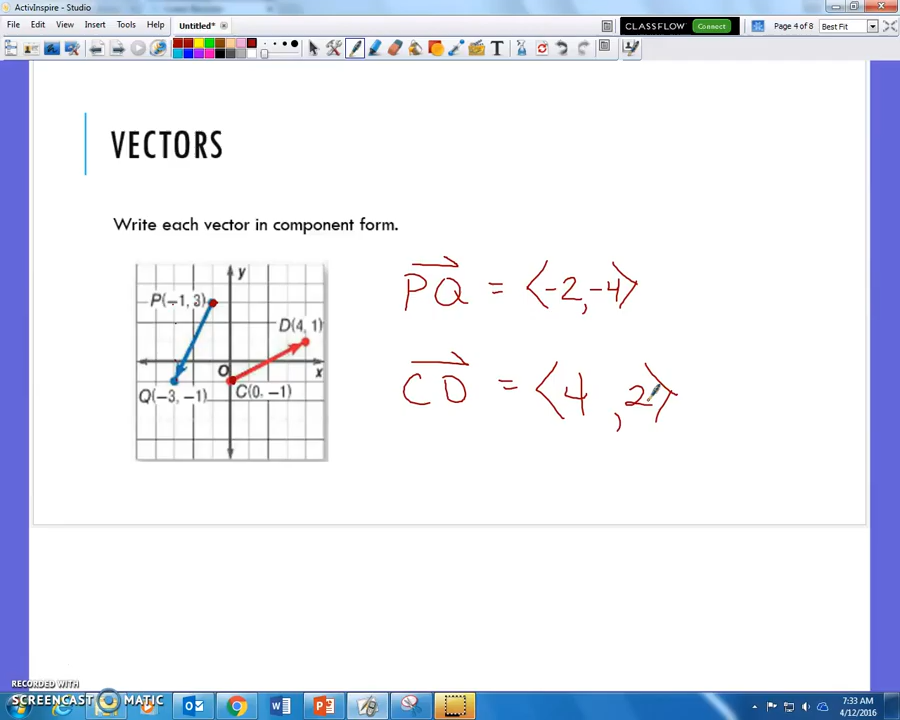 ActivInspire - Studio
File Edit View Insert Tools Help
Untitled*
CLASSFLOW Connect
Page 4 of 8
Best Fit
VECTORS
Write each vector in component form.
y
P(−1, 3)
D(4, 1)
O
x
Q(−3, −1)
C(0, −1)
PQ = ⟨-2, -4⟩
CD = ⟨4, 2⟩
RECORDED WITH
SCREENCAST MATIC
7:33 AM
4/12/2016